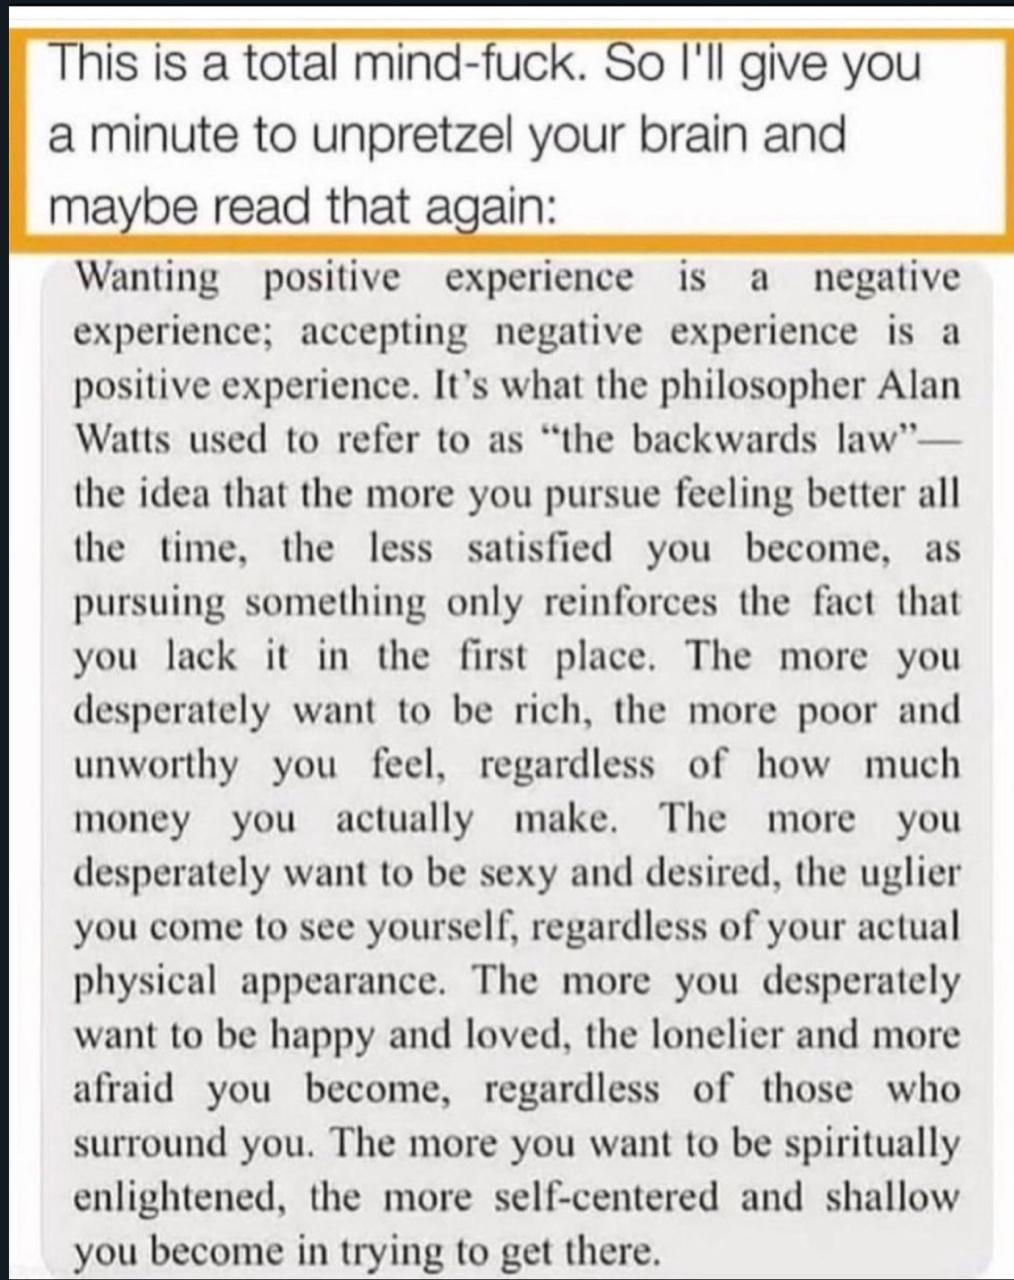 This is a total mind-fuck. So I'll give you
a minute to unpretzel your brain and
maybe read that again:
Wanting positive experience is a negative
experience; accepting negative experience is a
positive experience. It’s what the philosopher Alan
Watts used to refer to as “the backwards law”—
the idea that the more you pursue feeling better all
the time, the less satisfied you become, as
pursuing something only reinforces the fact that
you lack it in the first place. The more you
desperately want to be rich, the more poor and
unworthy you feel, regardless of how much
money you actually make. The more you
desperately want to be sexy and desired, the uglier
you come to see yourself, regardless of your actual
physical appearance. The more you desperately
want to be happy and loved, the lonelier and more
afraid you become, regardless of those who
surround you. The more you want to be spiritually
enlightened, the more self-centered and shallow
you become in trying to get there.